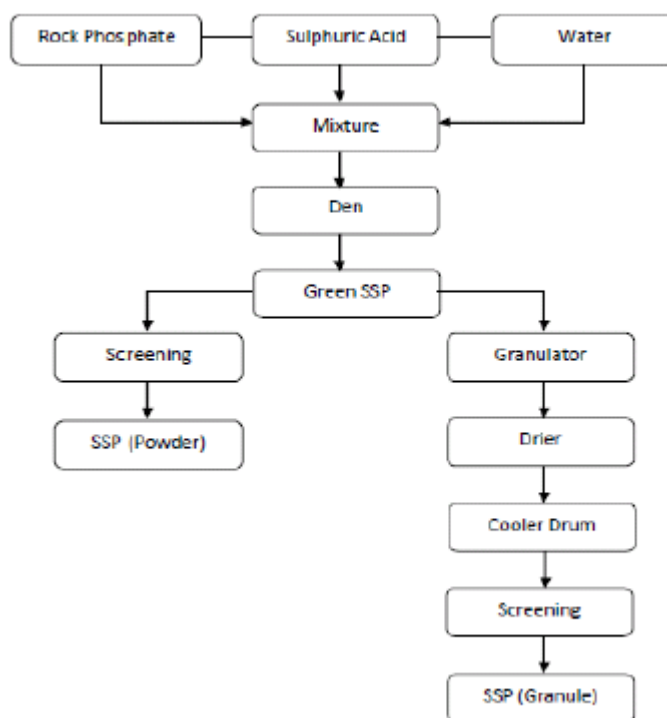 Rock Phosphate
Sulphuric Acid
Water
Mixture
Den
Green SSP
Screening
Granulator
SSP (Powder)
Drier
Cooler Drum
Screening
SSP (Granule)